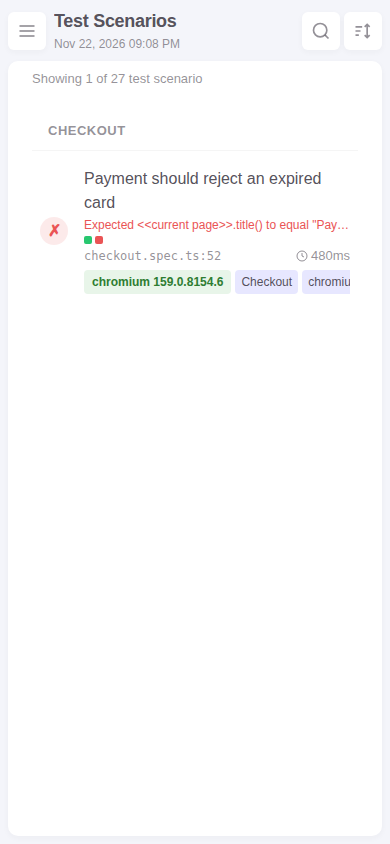 Test Scenarios
Nov 22, 2026 09:08 PM
Showing 1 of 27 test scenario
CHECKOUT
Payment should reject an expired
card
Expected <<current page>>.title() to equal "Pay…
checkout.spec.ts:52 480ms
chromium 159.0.8154.6 Checkout chromiu